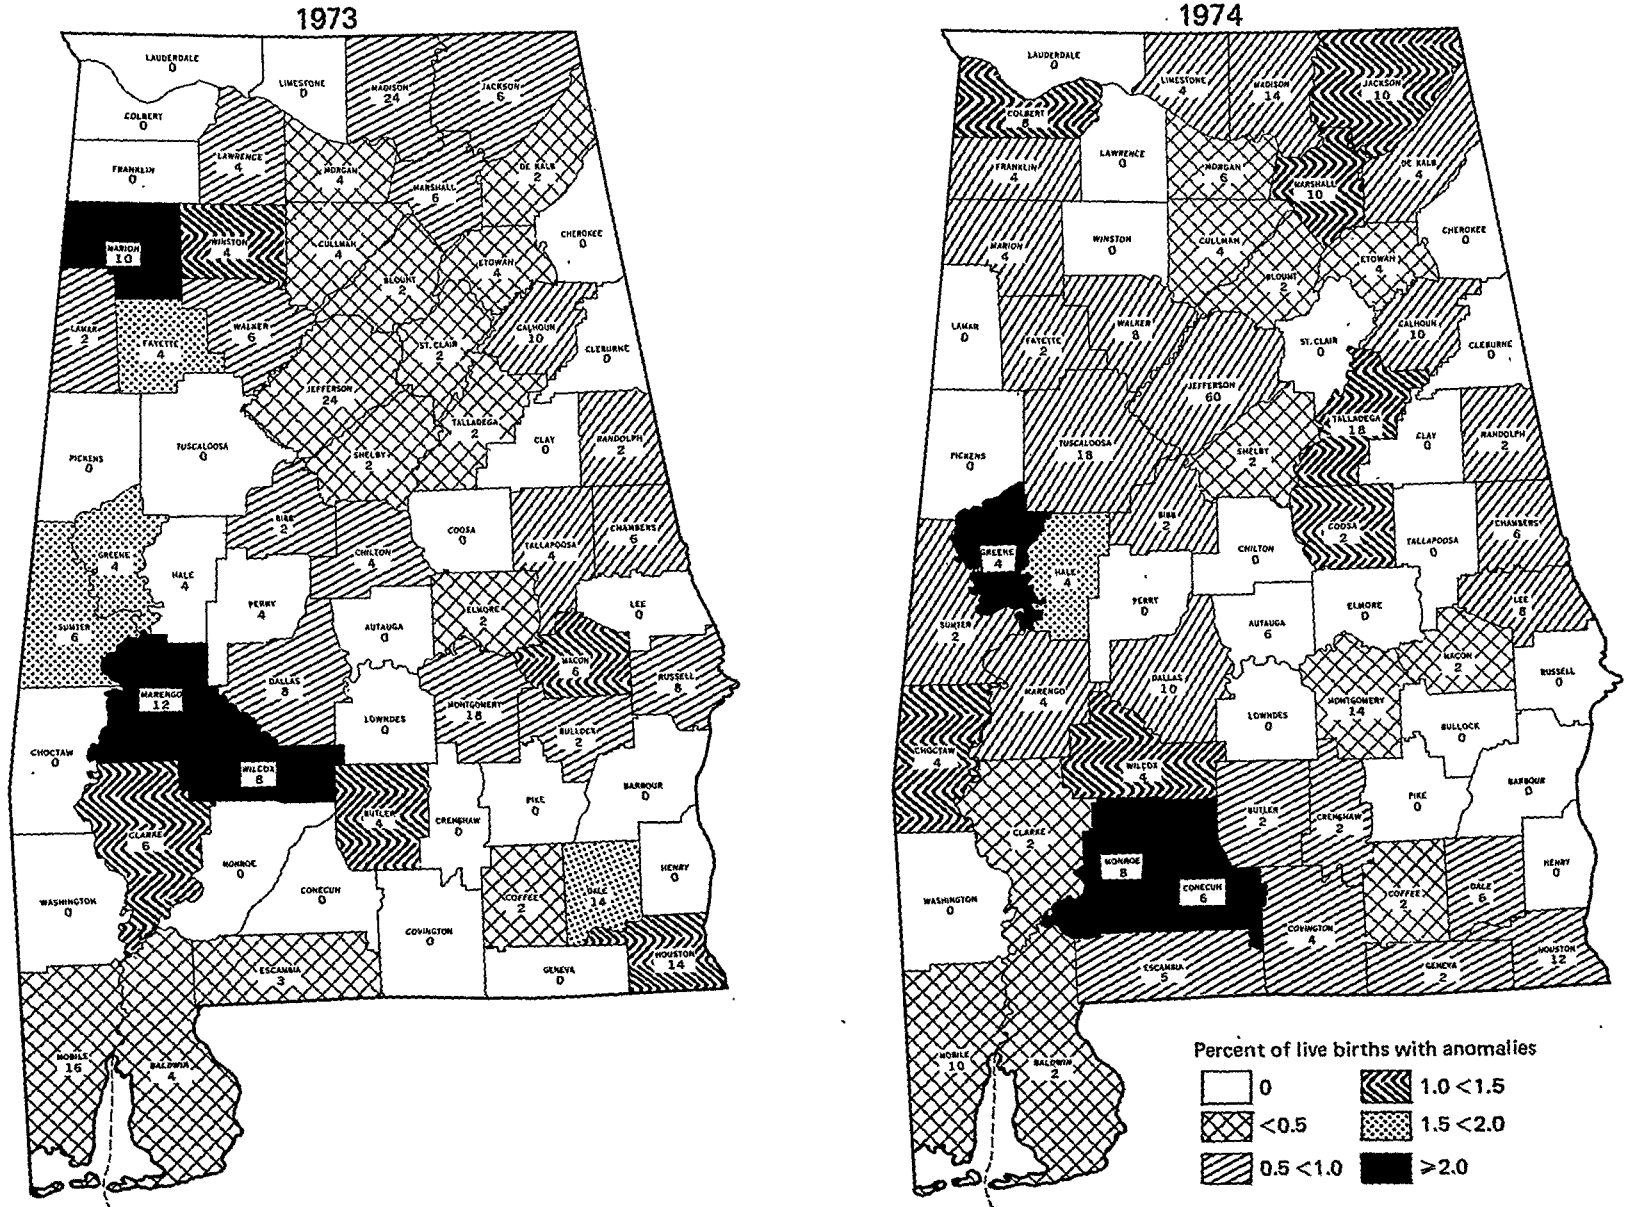 1973
LAUDERDALE
0
LIMESTONE
0
MADISON
24
JACKSON
6
COLBERT
0
FRANKLIN
0
LAWRENCE
4
MORGAN
4
MARSHALL
6
DE KALB
2
MARION
10
WINSTON
4
CULLMAN
4
BLOUNT
2
ETOWAH
4
CHEROKEE
0
LAMAR
2
FAYETTE
4
WALKER
6
ST. CLAIR
2
CALHOUN
10
CLEBURNE
0
JEFFERSON
24
PICKENS
0
TUSCALOOSA
0
SHELBY
2
TALLADEGA
2
CLAY
0
RANDOLPH
2
GREENE
4
HALE
4
BIBB
2
CHILTON
4
COOSA
0
TALLAPOOSA
4
CHAMBERS
6
SUMTER
6
PERRY
4
AUTAUGA
0
ELMORE
2
LEE
0
MACON
6
RUSSELL
8
MARENGO
12
DALLAS
8
LOWNDES
0
MONTGOMERY
18
BULLOCK
2
CHOCTAW
0
WILCOX
8
BUTLER
4
CRENSHAW
0
PIKE
0
BARBOUR
0
CLARKE
6
MONROE
0
CONECUH
0
COVINGTON
0
COFFEE
2
DALE
14
HENRY
0
WASHINGTON
0
ESCAMBIA
3
GENEVA
0
HOUSTON
14
MOBILE
16
BALDWIN
4
1974
LAUDERDALE
0
LIMESTONE
4
MADISON
14
JACKSON
10
COLBERT
FRANKLIN
4
LAWRENCE
0
MORGAN
6
MARSHALL
10
DE KALB
4
MARION
4
WINSTON
0
CULLMAN
4
BLOUNT
2
ETOWAH
4
CHEROKEE
0
LAMAR
0
FAYETTE
2
WALKER
8
ST. CLAIR
0
CALHOUN
10
CLEBURNE
0
JEFFERSON
60
PICKENS
0
TUSCALOOSA
18
SHELBY
2
TALLADEGA
18
CLAY
0
RANDOLPH
2
GREENE
4
HALE
4
BIBB
2
CHILTON
0
COOSA
2
TALLAPOOSA
0
CHAMBERS
6
SUMTER
2
PERRY
0
AUTAUGA
6
ELMORE
0
LEE
8
MACON
2
RUSSELL
0
MARENGO
4
DALLAS
10
LOWNDES
0
MONTGOMERY
14
BULLOCK
0
CHOCTAW
4
WILCOX
4
BUTLER
2
CRENSHAW
2
PIKE
0
BARBOUR
0
CLARKE
2
MONROE
8
CONECUH
6
COVINGTON
4
COFFEE
2
DALE
6
HENRY
0
WASHINGTON
0
ESCAMBIA
5
GENEVA
2
HOUSTON
12
MOBILE
10
BALDWIN
2
Percent of live births with anomalies
0
<0.5
0.5 <1.0
1.0 <1.5
1.5 <2.0
⩾2.0